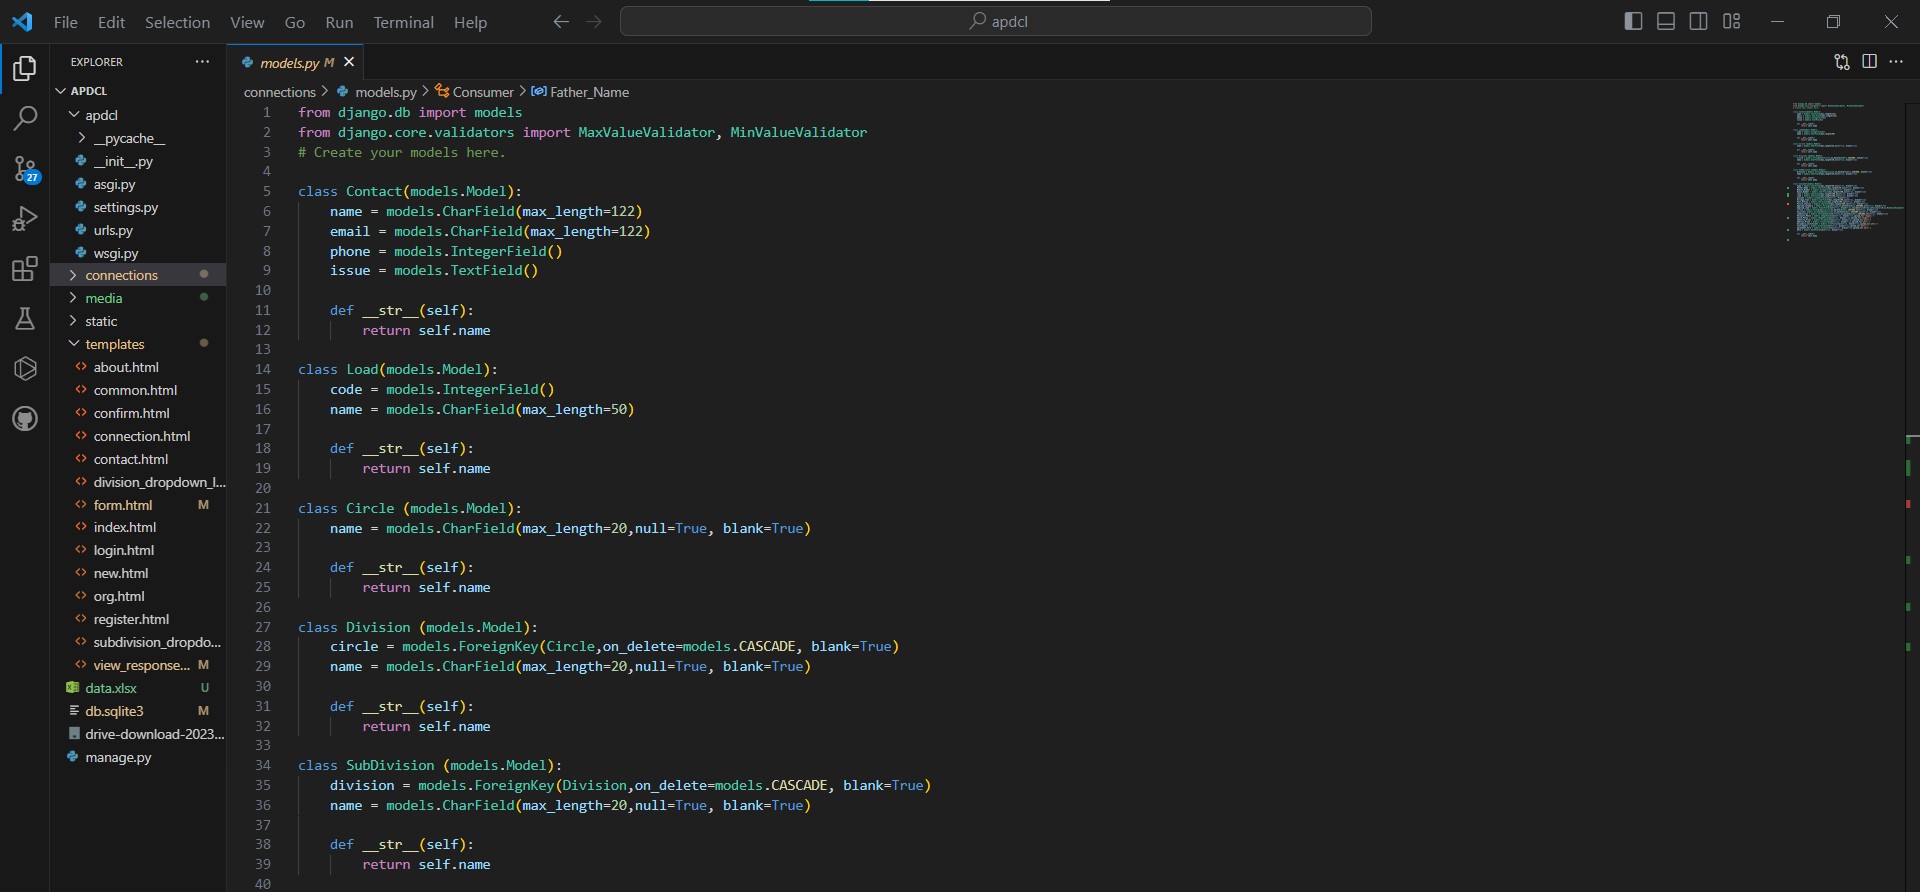 File Edit Selection View Go Run Terminal Help
apdcl
EXPLORER
APDCL
apdcl
__pycache__
__init__.py
asgi.py
settings.py
urls.py
wsgi.py
connections
media
static
templates
about.html
common.html
confirm.html
connection.html
contact.html
division_dropdown_l...
form.html M
index.html
login.html
new.html
org.html
register.html
subdivision_dropdo...
view_response... M
data.xlsx U
db.sqlite3 M
drive-download-2023...
manage.py
27
models.py M
connections > models.py > Consumer > Father_Name
1 from django.db import models
2 from django.core.validators import MaxValueValidator, MinValueValidator
3 # Create your models here.
4
5 class Contact(models.Model):
6 name = models.CharField(max_length=122)
7 email = models.CharField(max_length=122)
8 phone = models.IntegerField()
9 issue = models.TextField()
10
11 def __str__(self):
12 return self.name
13
14 class Load(models.Model):
15 code = models.IntegerField()
16 name = models.CharField(max_length=50)
17
18 def __str__(self):
19 return self.name
20
21 class Circle (models.Model):
22 name = models.CharField(max_length=20,null=True, blank=True)
23
24 def __str__(self):
25 return self.name
26
27 class Division (models.Model):
28 circle = models.ForeignKey(Circle,on_delete=models.CASCADE, blank=True)
29 name = models.CharField(max_length=20,null=True, blank=True)
30
31 def __str__(self):
32 return self.name
33
34 class SubDivision (models.Model):
35 division = models.ForeignKey(Division,on_delete=models.CASCADE, blank=True)
36 name = models.CharField(max_length=20,null=True, blank=True)
37
38 def __str__(self):
39 return self.name
40